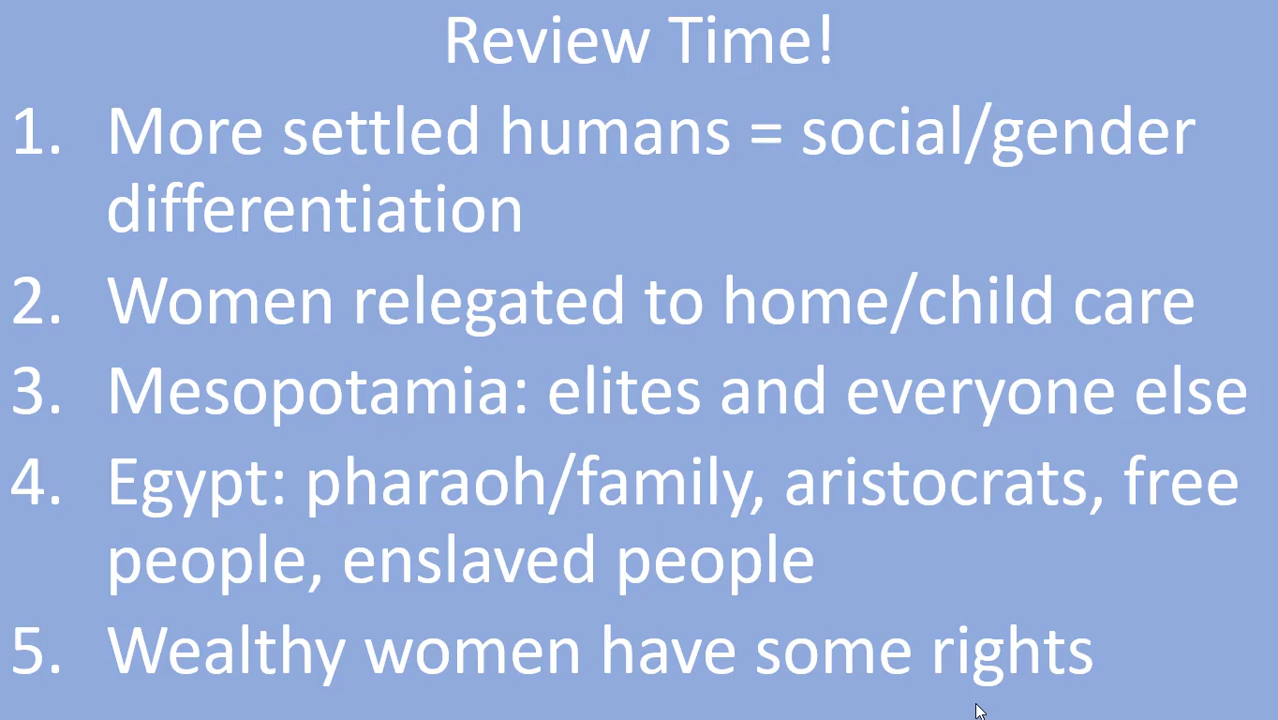 Review Time!
1. More settled humans = social/gender
differentiation
2. Women relegated to home/child care
3. Mesopotamia: elites and everyone else
4. Egypt: pharaoh/family, aristocrats, free
people, enslaved people
5. Wealthy women have some rights